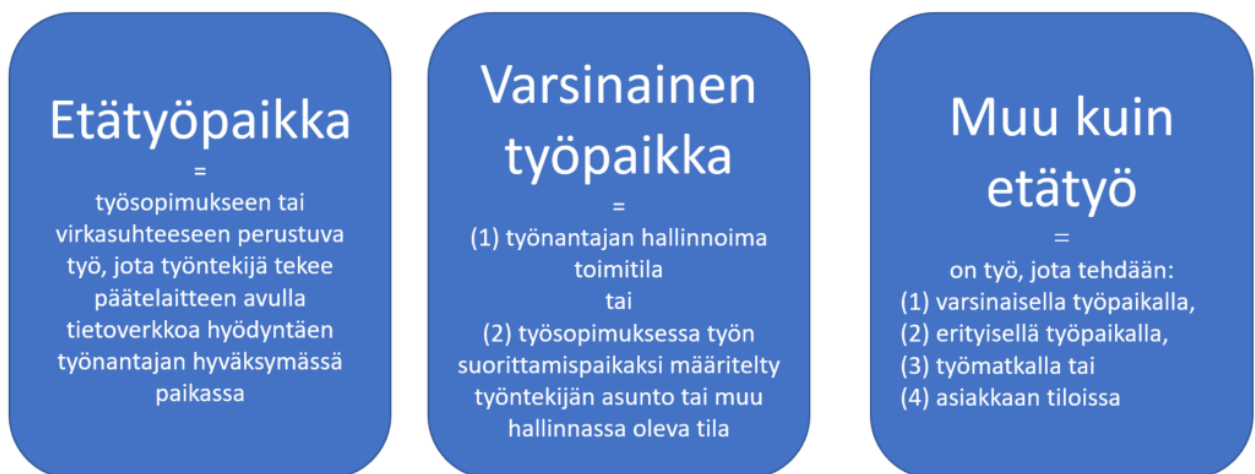 Etätyöpaikka
=
työsopimukseen tai
virkasuhteeseen perustuva
työ, jota työntekijä tekee
päätelaitteen avulla
tietoverkkoa hyödyntäen
työnantajan hyväksymässä
paikassa
Varsinainen
työpaikka
=
(1) työnantajan hallinnoima
toimitila
tai
(2) työsopimuksessa työn
suorittamispaikaksi määritelty
työntekijän asunto tai muu
hallinnassa oleva tila
Muu kuin
etätyö
=
on työ, jota tehdään:
(1) varsinaisella työpaikalla,
(2) erityisellä työpaikalla,
(3) työmatkalla tai
(4) asiakkaan tiloissa